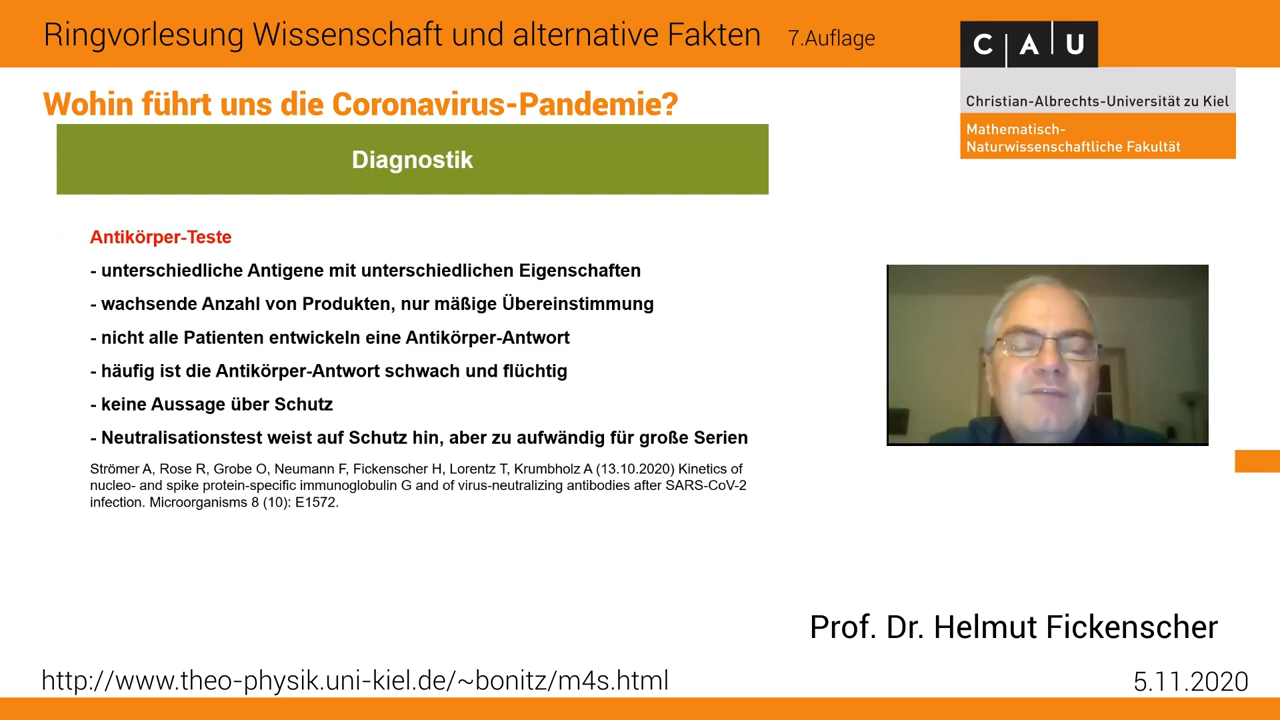 Ringvorlesung Wissenschaft und alternative Fakten 7.Auflage
CAU
Christian-Albrechts-Universität zu Kiel
Mathematisch-
Naturwissenschaftliche Fakultät
Wohin führt uns die Coronavirus-Pandemie?
Diagnostik
Antikörper-Teste
- unterschiedliche Antigene mit unterschiedlichen Eigenschaften
- wachsende Anzahl von Produkten, nur mäßige Übereinstimmung
- nicht alle Patienten entwickeln eine Antikörper-Antwort
- häufig ist die Antikörper-Antwort schwach und flüchtig
- keine Aussage über Schutz
- Neutralisationstest weist auf Schutz hin, aber zu aufwändig für große Serien
Strömer A, Rose R, Grobe O, Neumann F, Fickenscher H, Lorentz T, Krumbholz A (13.10.2020) Kinetics of
nucleo- and spike protein-specific immunoglobulin G and of virus-neutralizing antibodies after SARS-CoV-2
infection. Microorganisms 8 (10): E1572.
Prof. Dr. Helmut Fickenscher
http://www.theo-physik.uni-kiel.de/~bonitz/m4s.html
5.11.2020